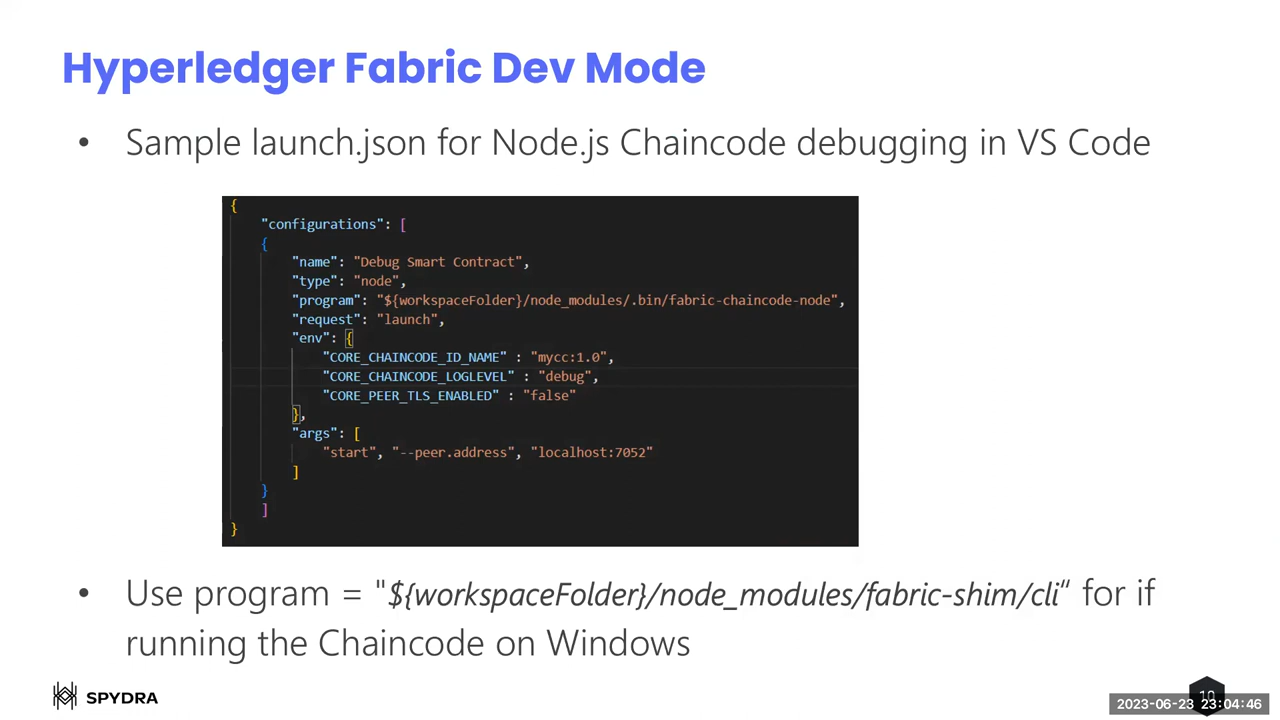 Hyperledger Fabric Dev Mode
• Sample launch.json for Node.js Chaincode debugging in VS Code
{
"configurations": [
{
"name": "Debug Smart Contract",
"type": "node",
"program": "${workspaceFolder}/node_modules/.bin/fabric-chaincode-node",
"request": "launch",
"env": {
"CORE_CHAINCODE_ID_NAME" : "mycc:1.0",
"CORE_CHAINCODE_LOGLEVEL" : "debug",
"CORE_PEER_TLS_ENABLED" : "false"
},
"args": [
"start", "--peer.address", "localhost:7052"
]
}
]
}
• Use program = "${workspaceFolder}/node_modules/fabric-shim/cli" for if
running the Chaincode on Windows
SPYDRA
10
2023-06-23 23:04:46